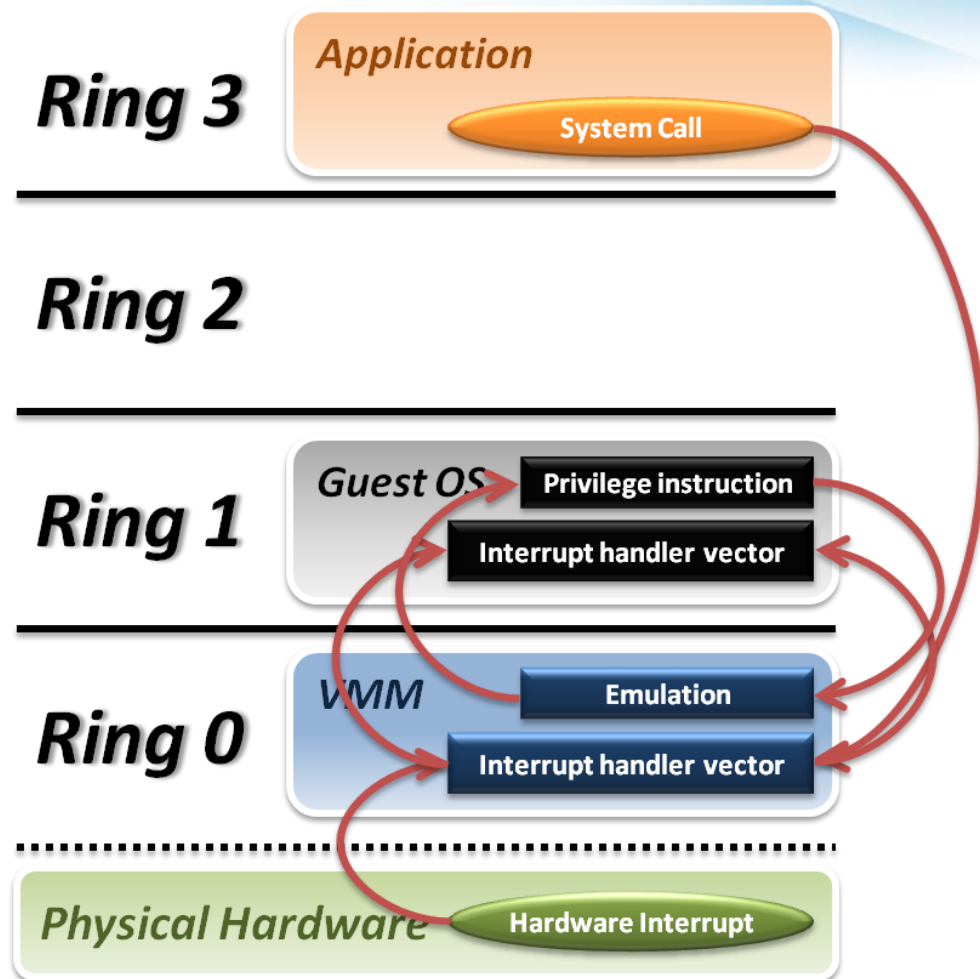 Ring 3
Application
System Call
Ring 2
Ring 1
Guest OS
Privilege instruction
Interrupt handler vector
Ring 0
VMM
Emulation
Interrupt handler vector
Physical Hardware
Hardware Interrupt